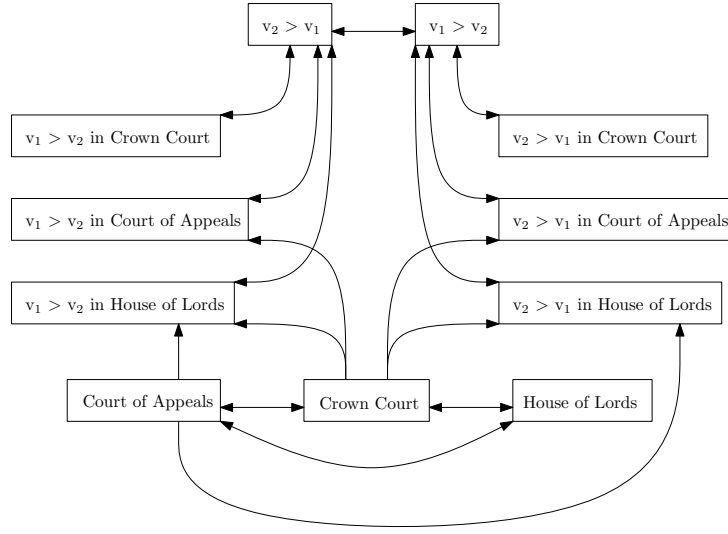 v₂ > v₁
v₁ > v₂
v₁ > v₂ in Crown Court
v₂ > v₁ in Crown Court
v₁ > v₂ in Court of Appeals
v₂ > v₁ in Court of Appeals
v₁ > v₂ in House of Lords
v₂ > v₁ in House of Lords
Court of Appeals
Crown Court
House of Lords